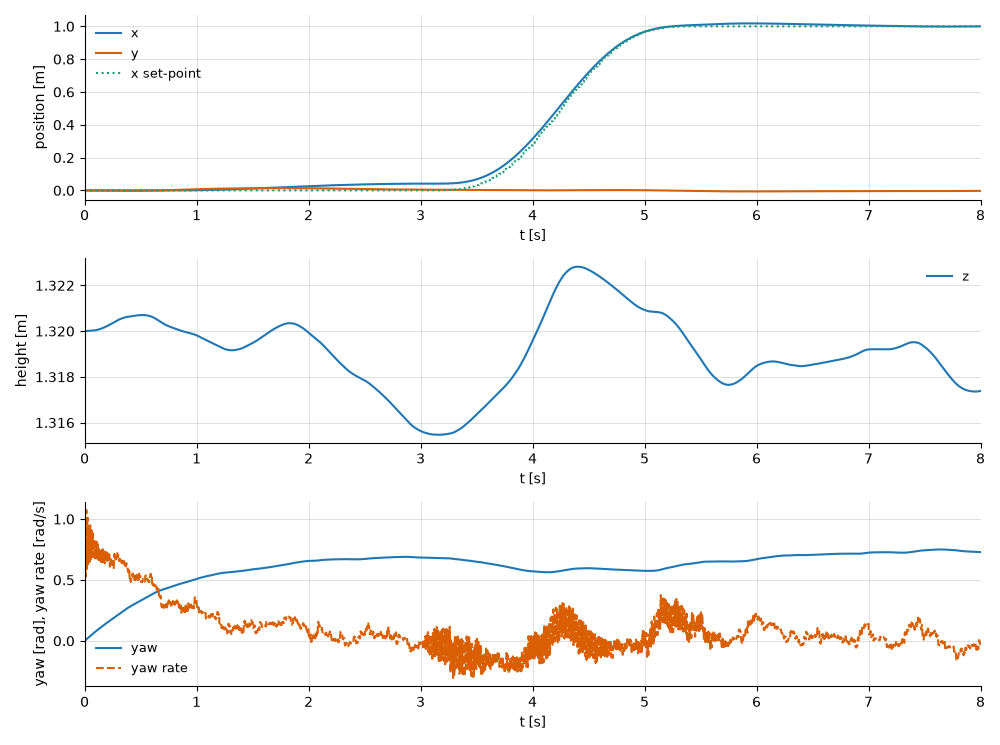 position [m]
1.0
0.8
0.6
0.4
0.2
0.0
x
y
x set-point
0 1 2 3 4 5 6 7 8
t [s]
height [m]
1.322
1.320
1.318
1.316
z
0 1 2 3 4 5 6 7 8
t [s]
yaw [rad], yaw rate [rad/s]
1.0
0.5
0.0
yaw
yaw rate
0 1 2 3 4 5 6 7 8
t [s]